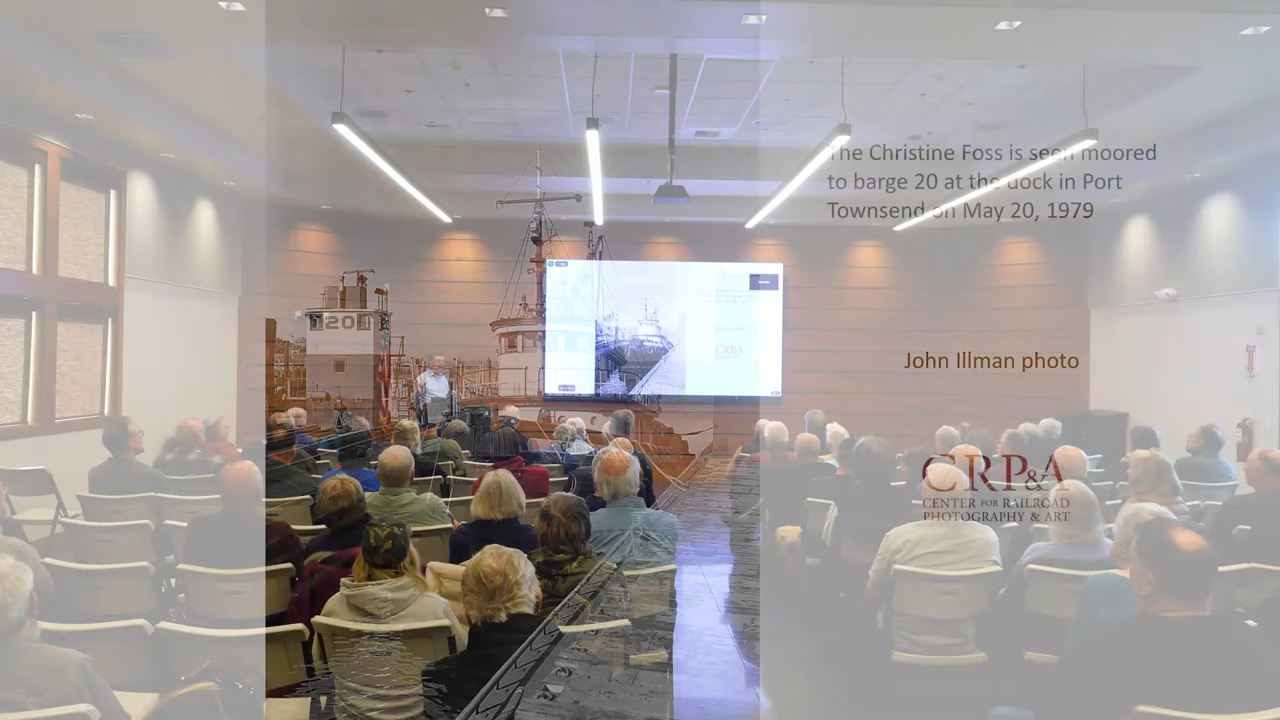 The Christine Foss is seen moored
to barge 20 at the dock in Port
Townsend on May 20, 1979
120
John Illman photo
CRP&A
CENTER FOR RAILROAD
PHOTOGRAPHY & ART